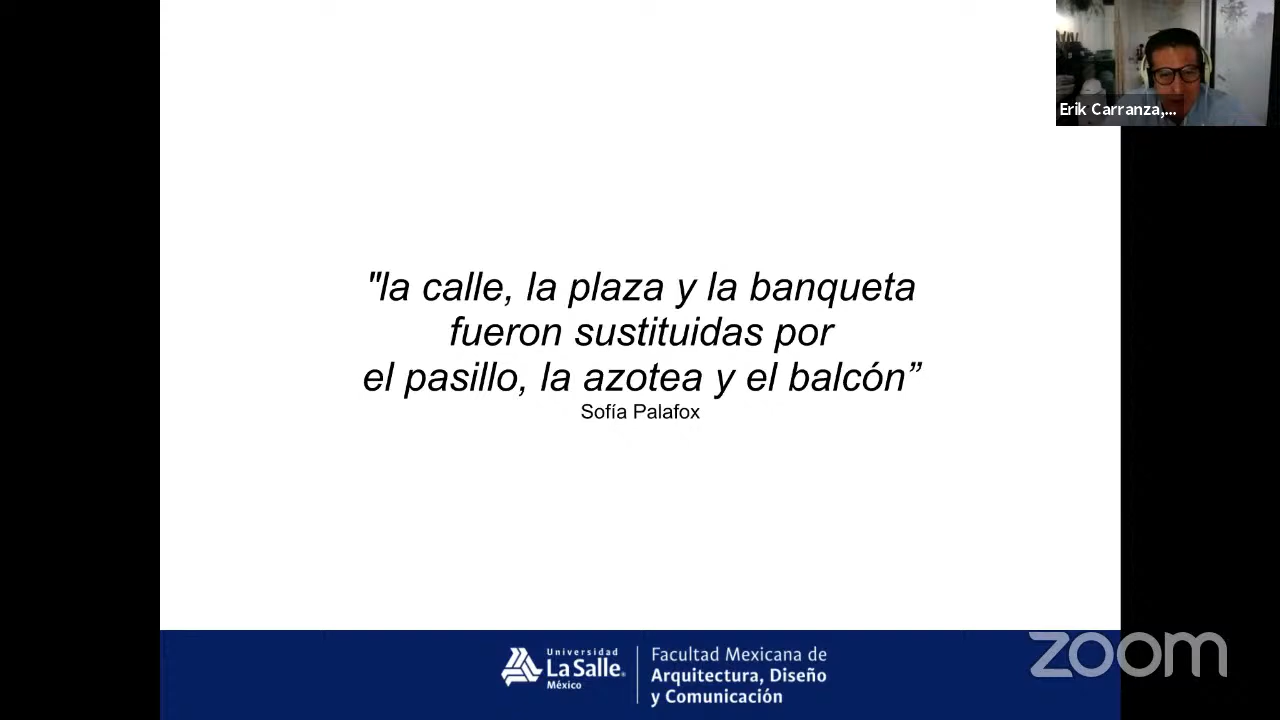 Erik Carranza,...
"la calle, la plaza y la banqueta
fueron sustituidas por
el pasillo, la azotea y el balcón”
Sofía Palafox
Universidad
La Salle®
México
Facultad Mexicana de
Arquitectura, Diseño
y Comunicación
zoom